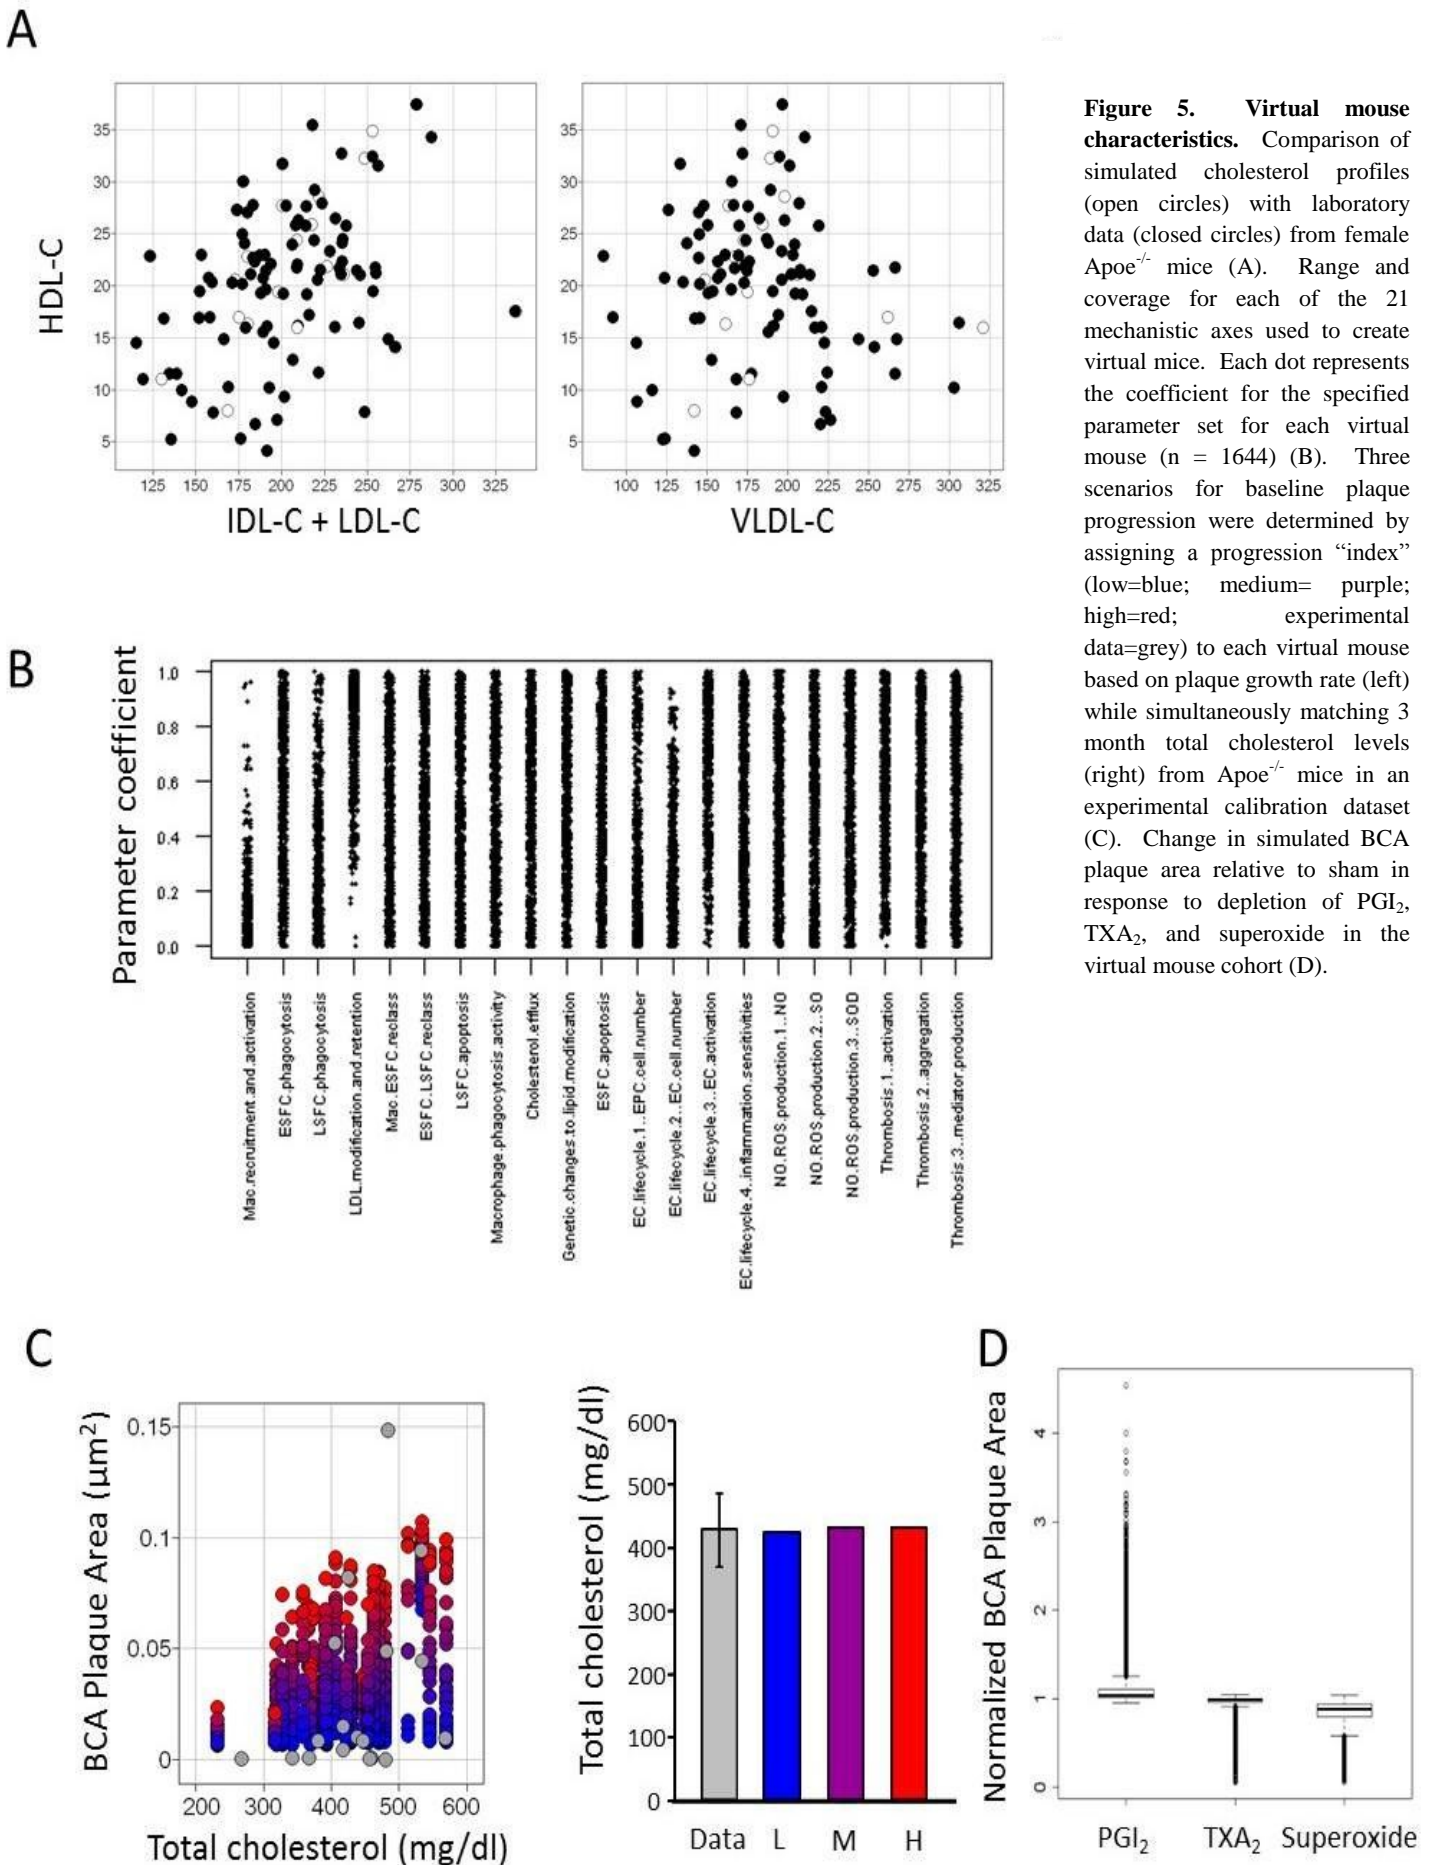 A
HDL-C
35
30
25
20
15
10
5
125 150 175 200 225 250 275 300 325
IDL-C + LDL-C
35
30
25
20
15
10
5
100 125 150 175 200 225 250 275 300 325
VLDL-C
Figure 5. Virtual mouse
characteristics. Comparison of
simulated cholesterol profiles
(open circles) with laboratory
data (closed circles) from female
Apoe-/- mice (A). Range and
coverage for each of the 21
mechanistic axes used to create
virtual mice. Each dot represents
the coefficient for the specified
parameter set for each virtual
mouse (n = 1644) (B). Three
scenarios for baseline plaque
progression were determined by
assigning a progression “index”
(low=blue; medium= purple;
high=red; experimental
data=grey) to each virtual mouse
based on plaque growth rate (left)
while simultaneously matching 3
month total cholesterol levels
(right) from Apoe-/- mice in an
experimental calibration dataset
(C). Change in simulated BCA
plaque area relative to sham in
response to depletion of PGI2,
TXA2, and superoxide in the
virtual mouse cohort (D).
B
Parameter coefficient
1.0
0.8
0.6
0.4
0.2
0.0
Mac.recruitment.and.activation
ESFC.phagocytosis
LSFC.phagocytosis
LDL.modification.and.retention
Mac.ESFC.reclass
ESFC.LSFC.reclass
LSFC.apoptosis
Macrophage.phagocytosis.activity
Cholesterol.efflux
Genetic.changes.to.lipid.modification
ESFC.apoptosis
EC.lifecycle.1..EPC.cell.number
EC.lifecycle.2..EC.cell.number
EC.lifecycle.3..EC.activation
EC.lifecycle.4..inflammation.sensitivities
NO.ROS.production.1..NO
NO.ROS.production.2..SO
NO.ROS.production.3..SOD
Thrombosis.1..activation
Thrombosis.2..aggregation
Thrombosis.3..mediator.production
C
BCA Plaque Area (µm2)
0.15
0.1
0.05
0
200 300 400 500 600
Total cholesterol (mg/dl)
Total cholesterol (mg/dl)
600
500
400
300
200
100
0
Data L M H
D
Normalized BCA Plaque Area
4
3
2
1
0
PGI2 TXA2 Superoxide